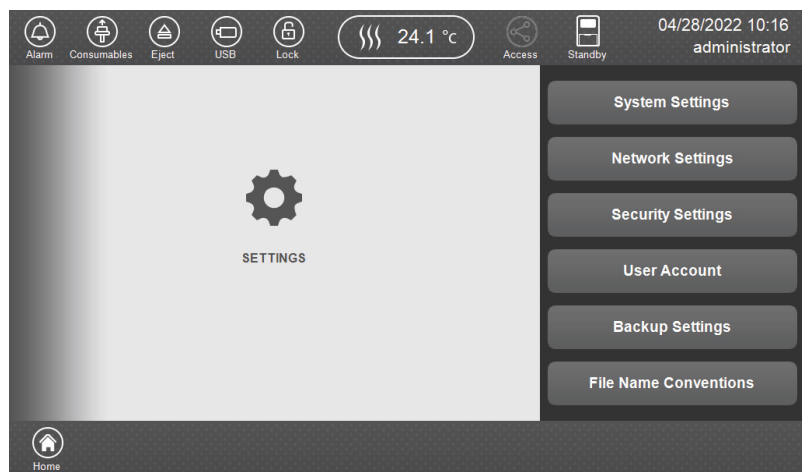 Alarm
Consumables
Eject
USB
Lock
24.1 °c
Access
Standby
04/28/2022 10:16
administrator
System Settings
Network Settings
SETTINGS
Security Settings
User Account
Backup Settings
File Name Conventions
Home